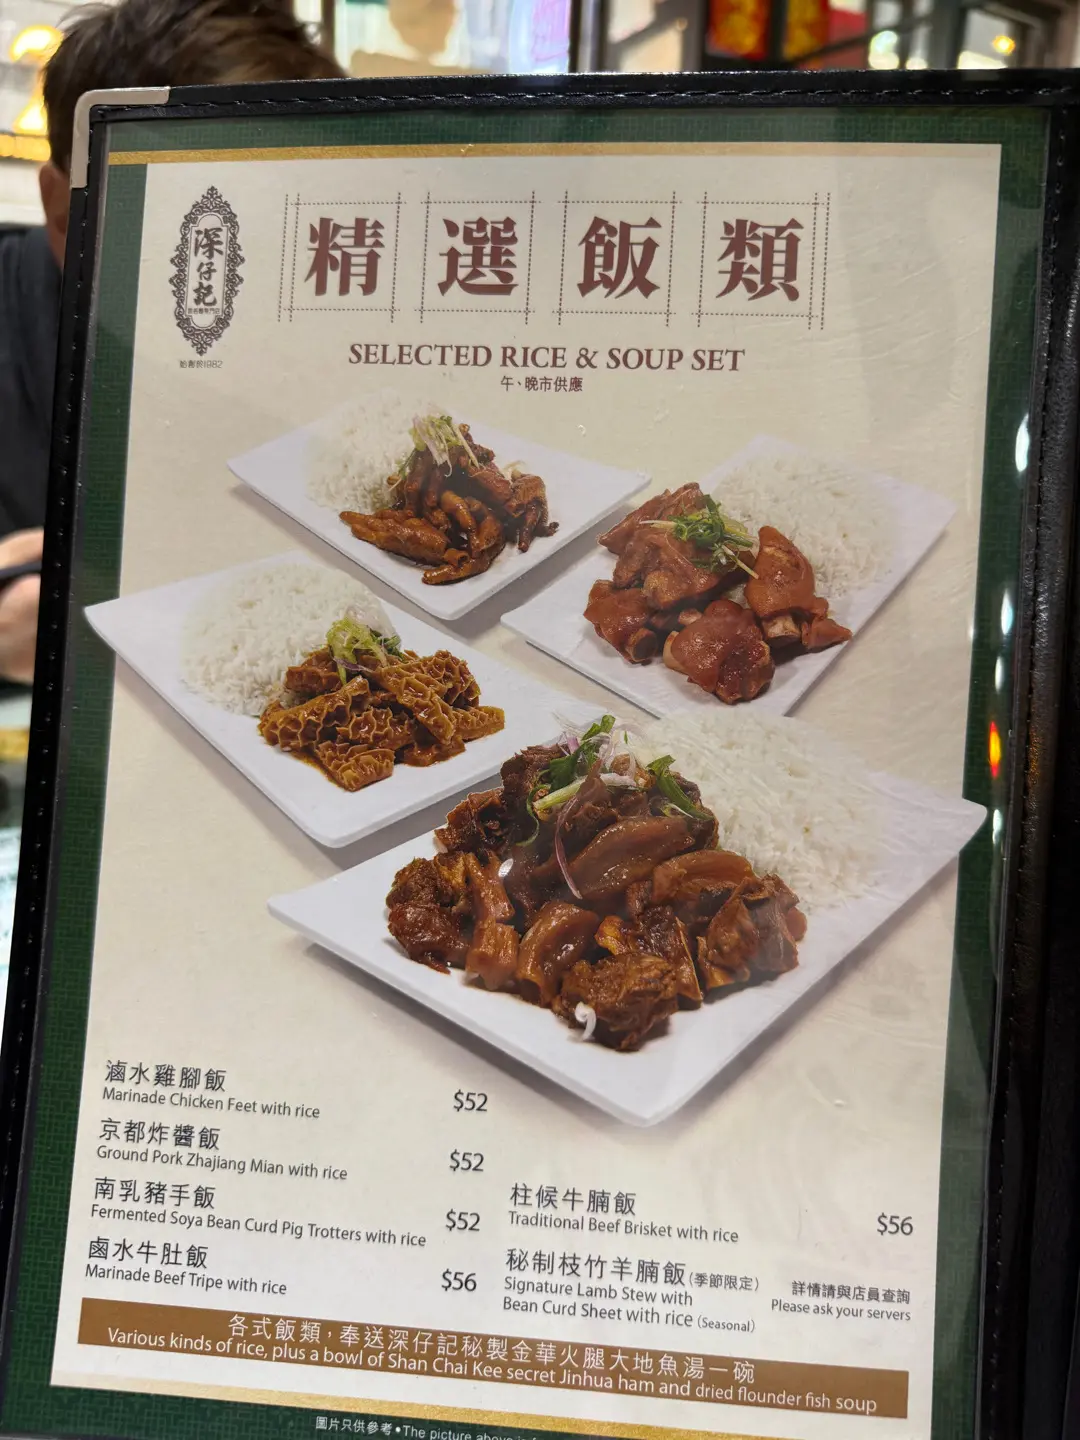 深仔記
始創於1982
精選飯類
SELECTED RICE & SOUP SET
午、晚市供應
滷水雞腳飯
Marinade Chicken Feet with rice
$52
京都炸醬飯
Ground Pork Zhajiang Mian with rice
$52
南乳豬手飯
Fermented Soya Bean Curd Pig Trotters with rice
$52
鹵水牛肚飯
Marinade Beef Tripe with rice
$56
柱候牛腩飯
Traditional Beef Brisket with rice
$56
秘制枝竹羊腩飯(季節限定)
Signature Lamb Stew with
Bean Curd Sheet with rice (Seasonal)
詳情請與店員查詢
Please ask your servers
各式飯類，奉送深仔記秘製金華火腿大地魚湯一碗
Various kinds of rice, plus a bowl of Shan Chai Kee secret Jinhua ham and dried flounder fish soup
圖片只供參考•The picture above is